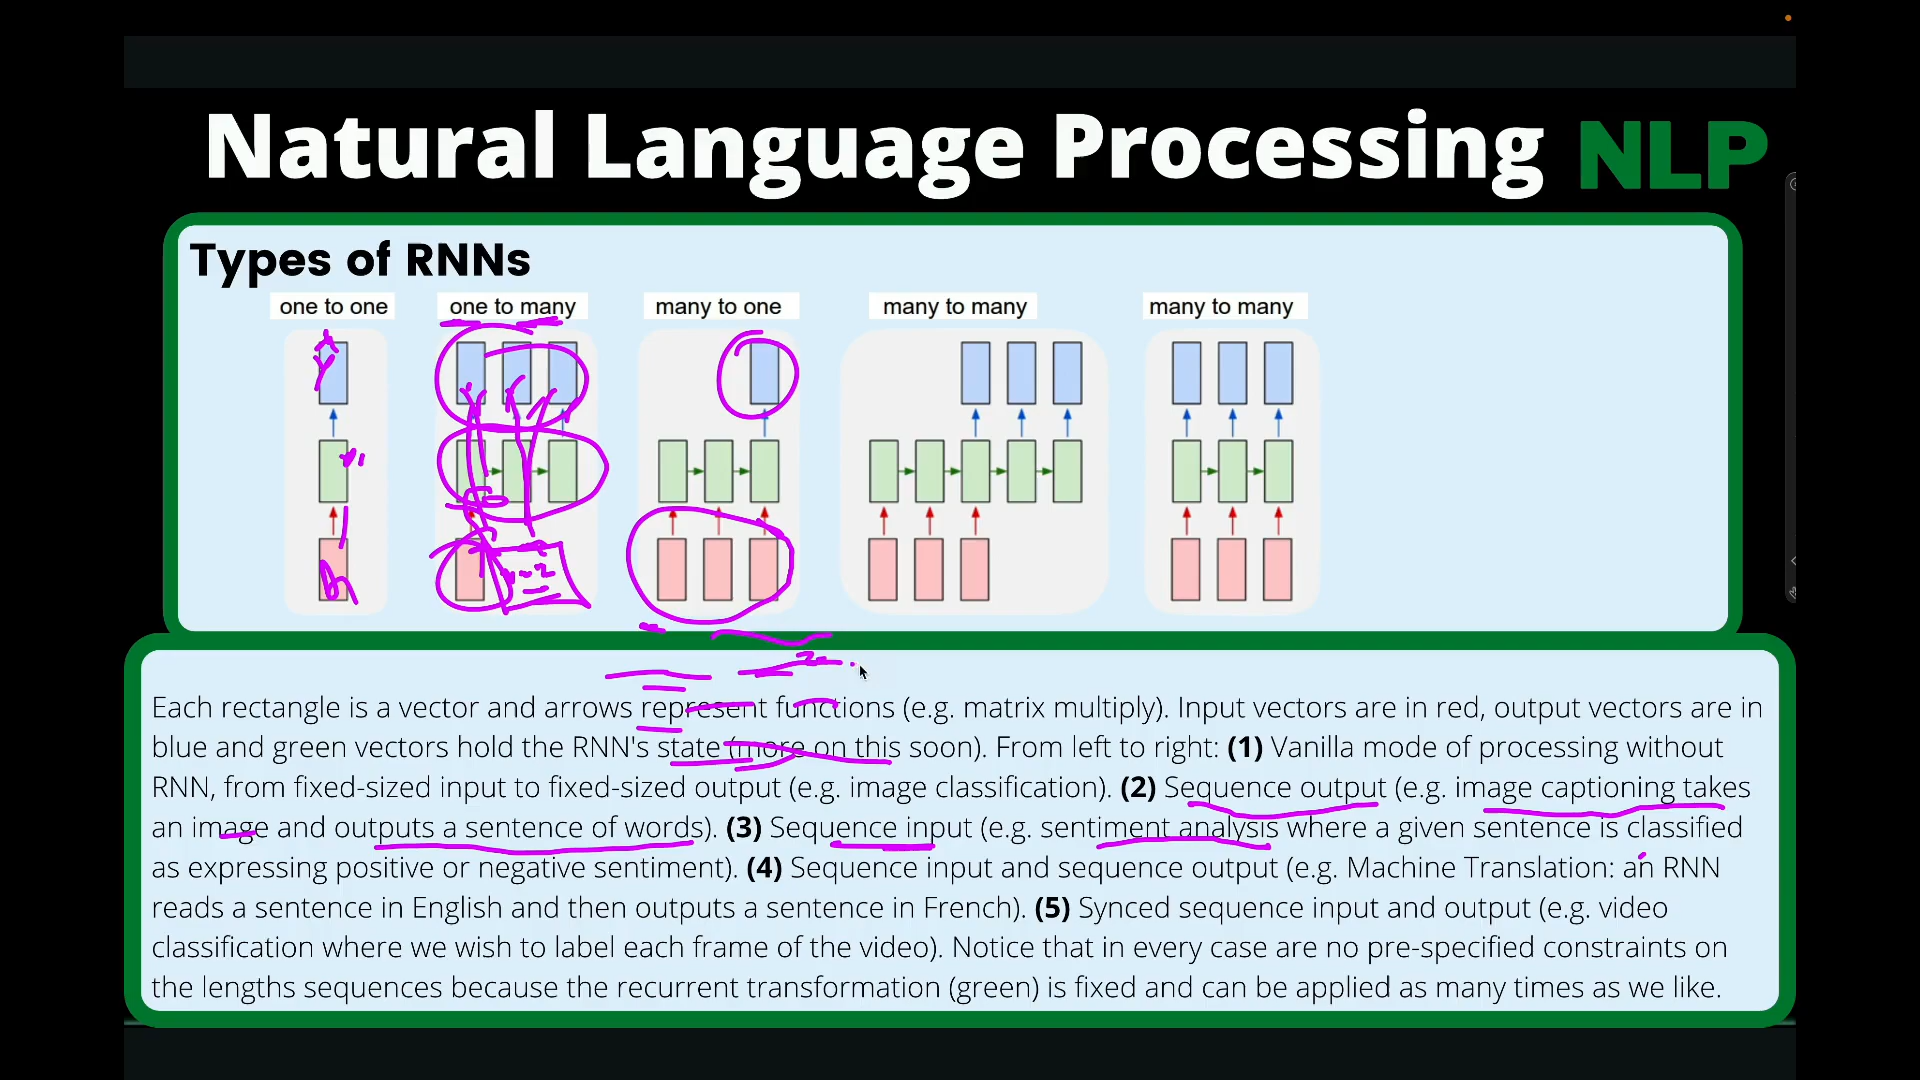 Natural Language Processing NLP
Types of RNNs
one to one one to many many to one many to many many to many
Each rectangle is a vector and arrows represent functions (e.g. matrix multiply). Input vectors are in red, output vectors are in
blue and green vectors hold the RNN's state (more on this soon). From left to right: (1) Vanilla mode of processing without
RNN, from fixed-sized input to fixed-sized output (e.g. image classification). (2) Sequence output (e.g. image captioning takes
an image and outputs a sentence of words). (3) Sequence input (e.g. sentiment analysis where a given sentence is classified
as expressing positive or negative sentiment). (4) Sequence input and sequence output (e.g. Machine Translation: an RNN
reads a sentence in English and then outputs a sentence in French). (5) Synced sequence input and output (e.g. video
classification where we wish to label each frame of the video). Notice that in every case are no pre-specified constraints on
the lengths sequences because the recurrent transformation (green) is fixed and can be applied as many times as we like.